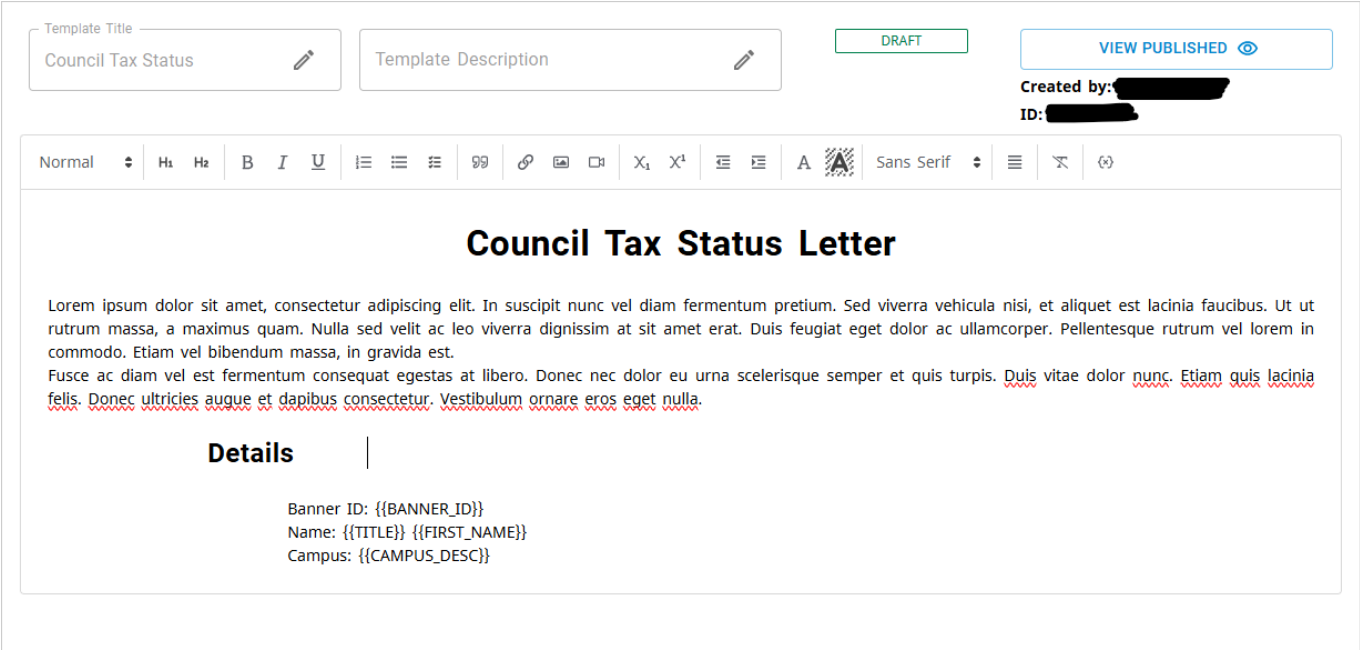 Template Title
Council Tax Status
Template Description
DRAFT
VIEW PUBLISHED
Created by:
ID:
Normal H1 H2 B I U X1 X1 A A Sans Serif
Council Tax Status Letter
Lorem ipsum dolor sit amet, consectetur adipiscing elit. In suscipit nunc vel diam fermentum pretium. Sed viverra vehicula nisi, et aliquet est lacinia faucibus. Ut ut
rutrum massa, a maximus quam. Nulla sed velit ac leo viverra dignissim at sit amet erat. Duis feugiat eget dolor ac ullamcorper. Pellentesque rutrum vel lorem in
commodo. Etiam vel bibendum massa, in gravida est.
Fusce ac diam vel est fermentum consequat egestas at libero. Donec nec dolor eu urna scelerisque semper et quis turpis. Duis vitae dolor nunc. Etiam quis lacinia
felis. Donec ultricies augue et dapibus consectetur. Vestibulum ornare eros eget nulla.
Details
Banner ID: {{BANNER_ID}}
Name: {{TITLE}} {{FIRST_NAME}}
Campus: {{CAMPUS_DESC}}